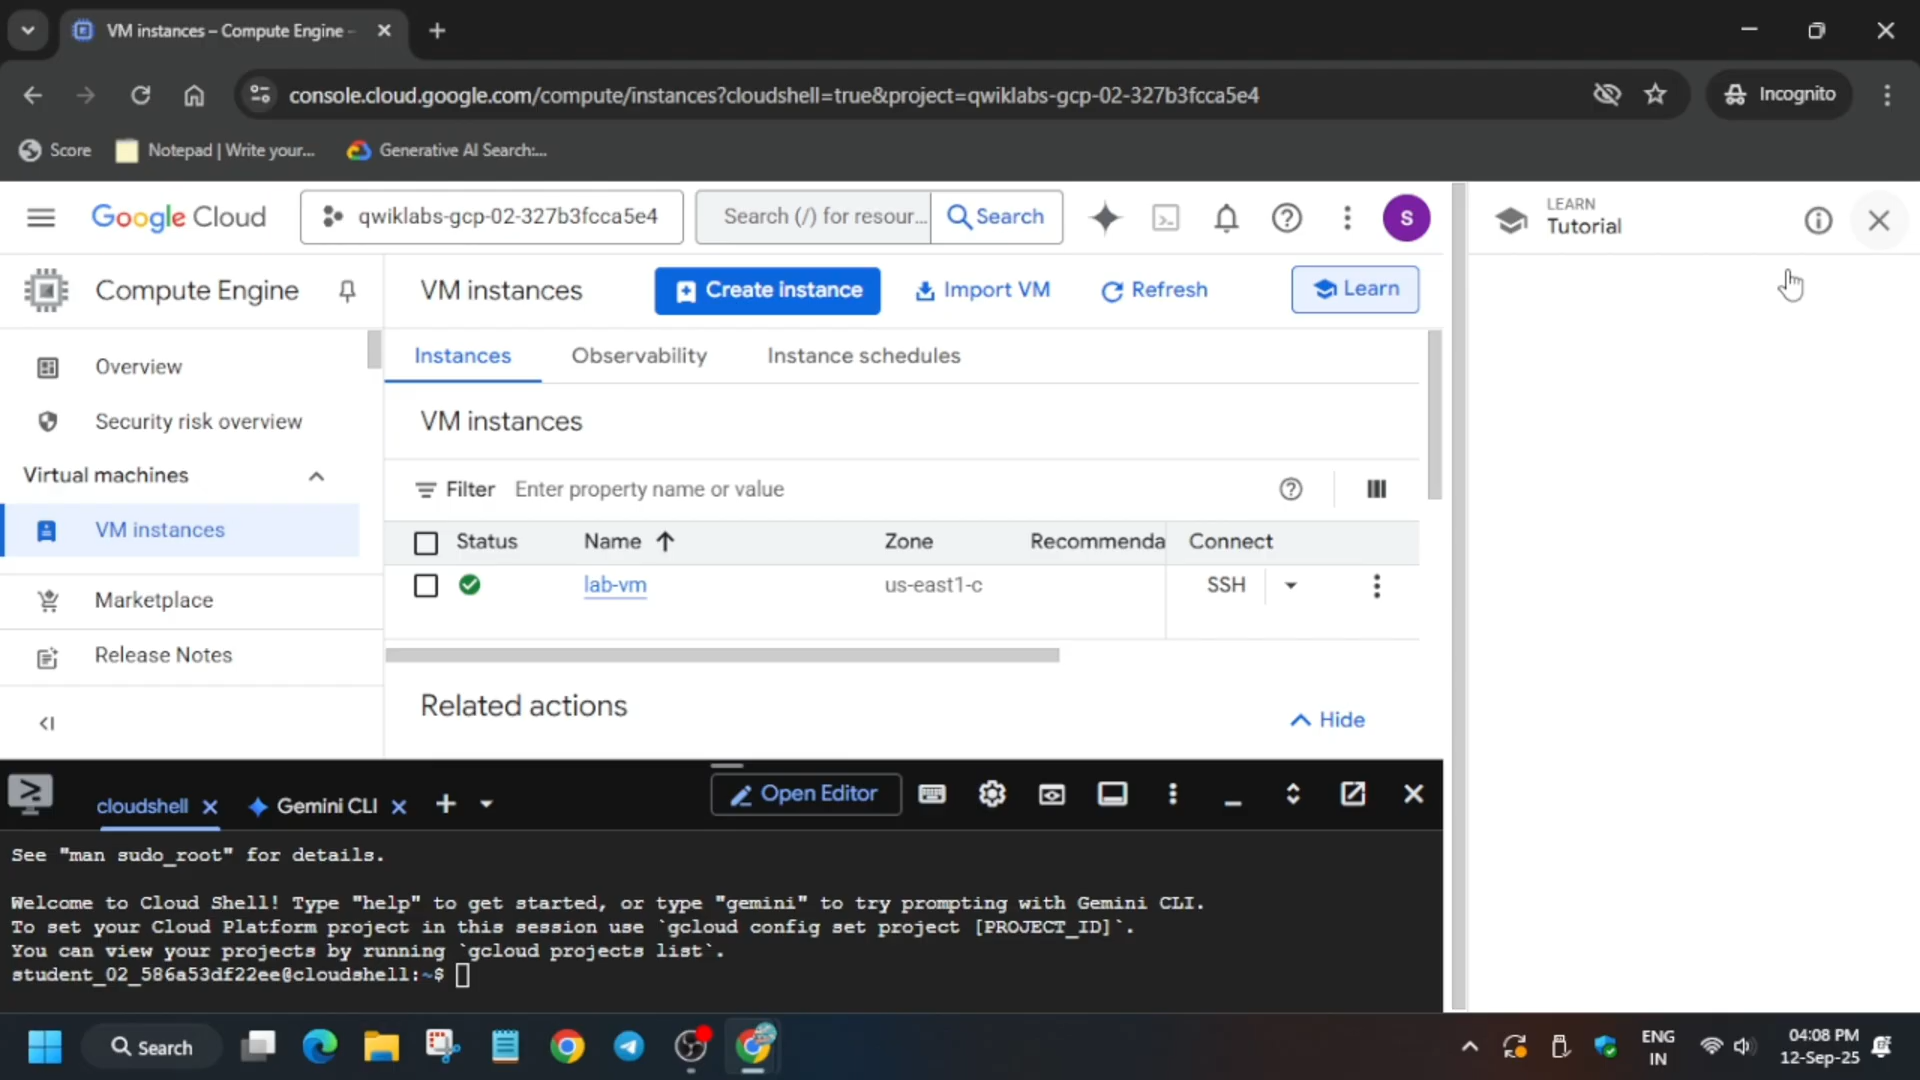 VM instances – Compute Engine –
console.cloud.google.com/compute/instances?cloudshell=true&project=qwiklabs-gcp-02-327b3fcca5e4
Incognito
Score
Notepad | Write your...
Generative AI Search:...
Google Cloud
qwiklabs-gcp-02-327b3fcca5e4
Search (/) for resour...
Search
S
LEARN
Tutorial
Compute Engine
VM instances
Create instance
Import VM
Refresh
Learn
Overview
Security risk overview
Virtual machines
VM instances
Marketplace
Release Notes
Instances
Observability
Instance schedules
VM instances
Filter
Enter property name or value
Status
Name
Zone
Recommenda
Connect
lab-vm
us-east1-c
SSH
Related actions
Hide
cloudshell
Gemini CLI
Open Editor
See "man sudo_root" for details.
Welcome to Cloud Shell! Type "help" to get started, or type "gemini" to try prompting with Gemini CLI.
To set your Cloud Platform project in this session use `gcloud config set project [PROJECT_ID]`.
You can view your projects by running `gcloud projects list`.
student_02_586a53df22ee@cloudshell:~$
Search
ENG
IN
04:08 PM
12-Sep-25